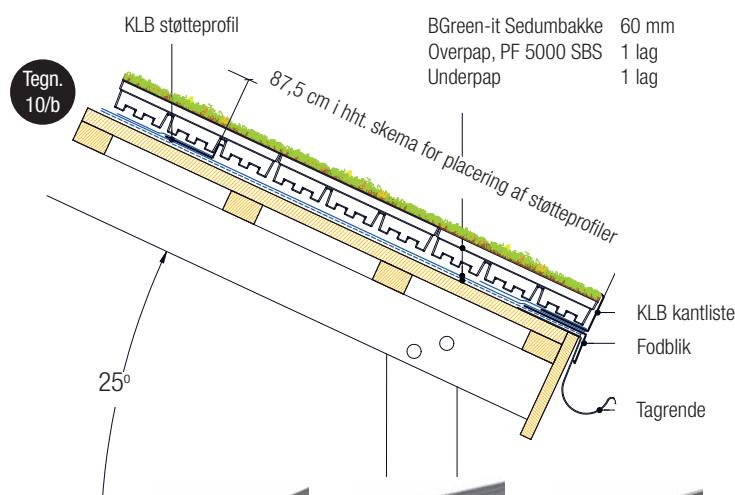 KLB støtteprofil
BGreen-it Sedumbakke 60 mm
Overpap, PF 5000 SBS 1 lag
Underpap 1 lag
Tegn.
10/b
87,5 cm i hht. skema for placering af støtteprofiler
KLB kantliste
Fodblik
Tagrende
25⁰